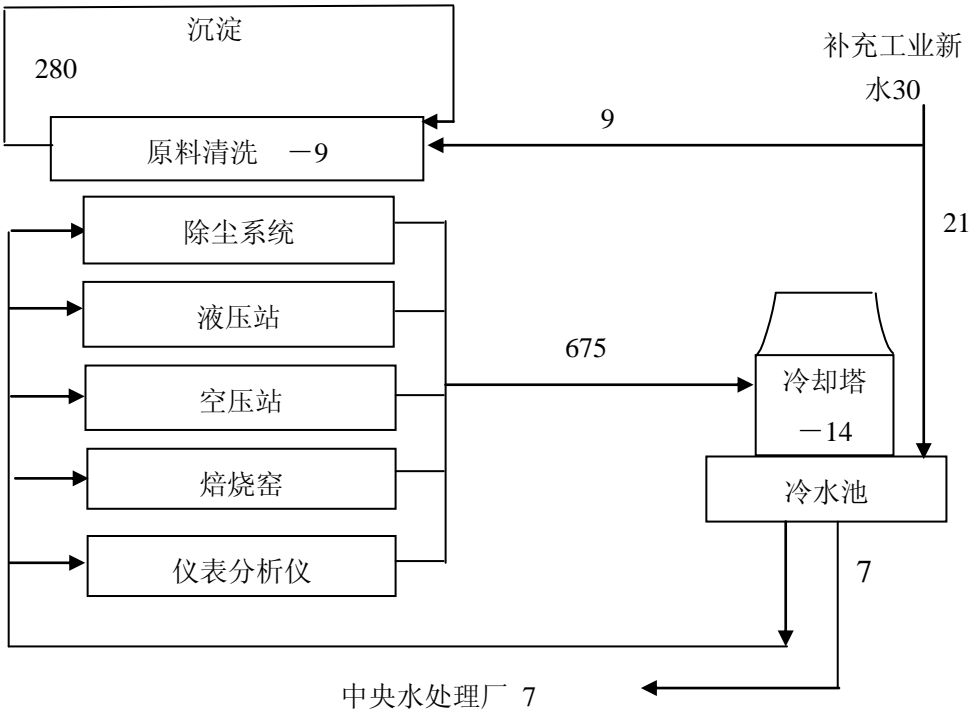 沉淀
280
补充工业新
水30
9
原料清洗 －9
除尘系统
21
液压站
675
空压站
冷却塔
－14
焙烧窑
冷水池
仪表分析仪
7
中央水处理厂 7